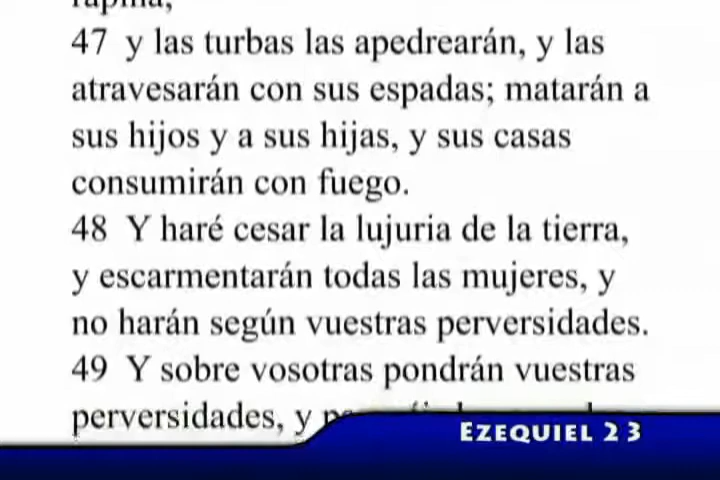 47 y las turbas las apedrearán, y las
atravesarán con sus espadas; matarán a
sus hijos y a sus hijas, y sus casas
consumirán con fuego.
48 Y haré cesar la lujuria de la tierra,
y escarmentarán todas las mujeres, y
no harán según vuestras perversidades.
49 Y sobre vosotras pondrán vuestras
perversidades, y
EZEQUIEL 23